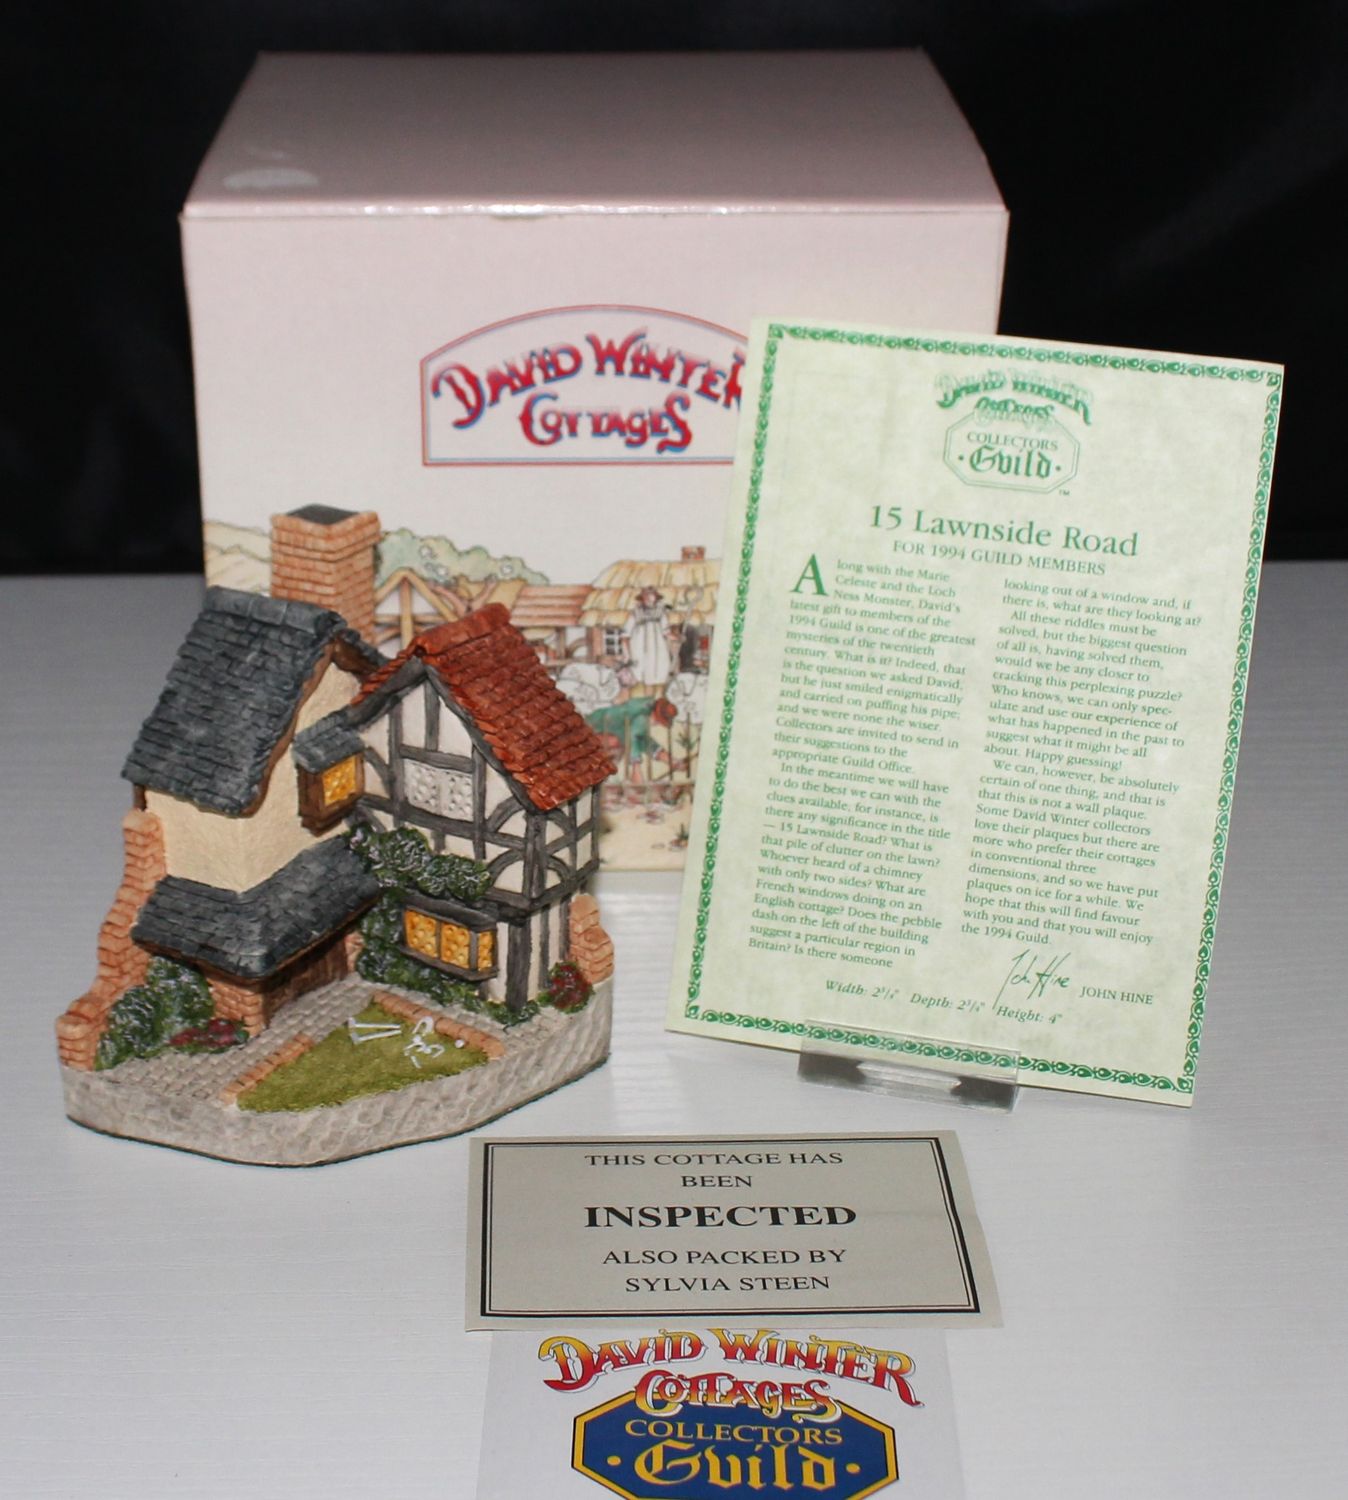 DAVID WINTER
COTTAGES
DAVID WINTER
COTTAGES
COLLECTORS
Guild
TM
15 Lawnside Road
FOR 1994 GUILD MEMBERS
Along with the Marie
Celeste and the Loch
Ness Monster, David's
latest gift to members of the
1994 Guild is one of the greatest
mysteries of the twentieth
century. What is it? Indeed, that
is the question we asked David,
but he just smiled enigmatically
and carried on puffing his pipe;
and we were none the wiser.
Collectors are invited to send in
their suggestions to the
appropriate Guild Office.
In the meantime we will have
to do the best we can with the
clues available; for instance, is
there any significance in the title
— 15 Lawnside Road? What is
that pile of clutter on the lawn?
Whoever heard of a chimney
with only two sides? What are
French windows doing on an
English cottage? Does the pebble
dash on the left of the building
suggest a particular region in
Britain? Is there someone
looking out of a window and, if
there is, what are they looking at?
All these riddles must be
solved, but the biggest question
of all is, having solved them,
would we be any closer to
cracking this perplexing puzzle?
Who knows, we can only spec-
ulate and use our experience of
what has happened in the past to
suggest what it might be all
about. Happy guessing!
We can, however, be absolutely
certain of one thing, and that is
that this is not a wall plaque.
Some David Winter collectors
love their plaques but there are
more who prefer their cottages
in conventional three
dimensions, and so we have put
plaques on ice for a while. We
hope that this will find favour
with you and that you will enjoy
the 1994 Guild.
John Hine JOHN HINE
Width: 2¾" Depth: 2¾" Height: 4"
THIS COTTAGE HAS
BEEN
INSPECTED
ALSO PACKED BY
SYLVIA STEEN
DAVID WINTER
COTTAGES
COLLECTORS
Guild